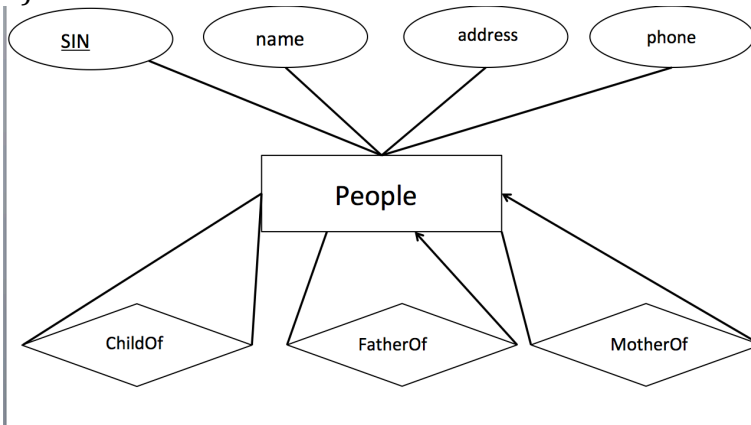 SIN
name
address
phone
People
ChildOf
FatherOf
MotherOf